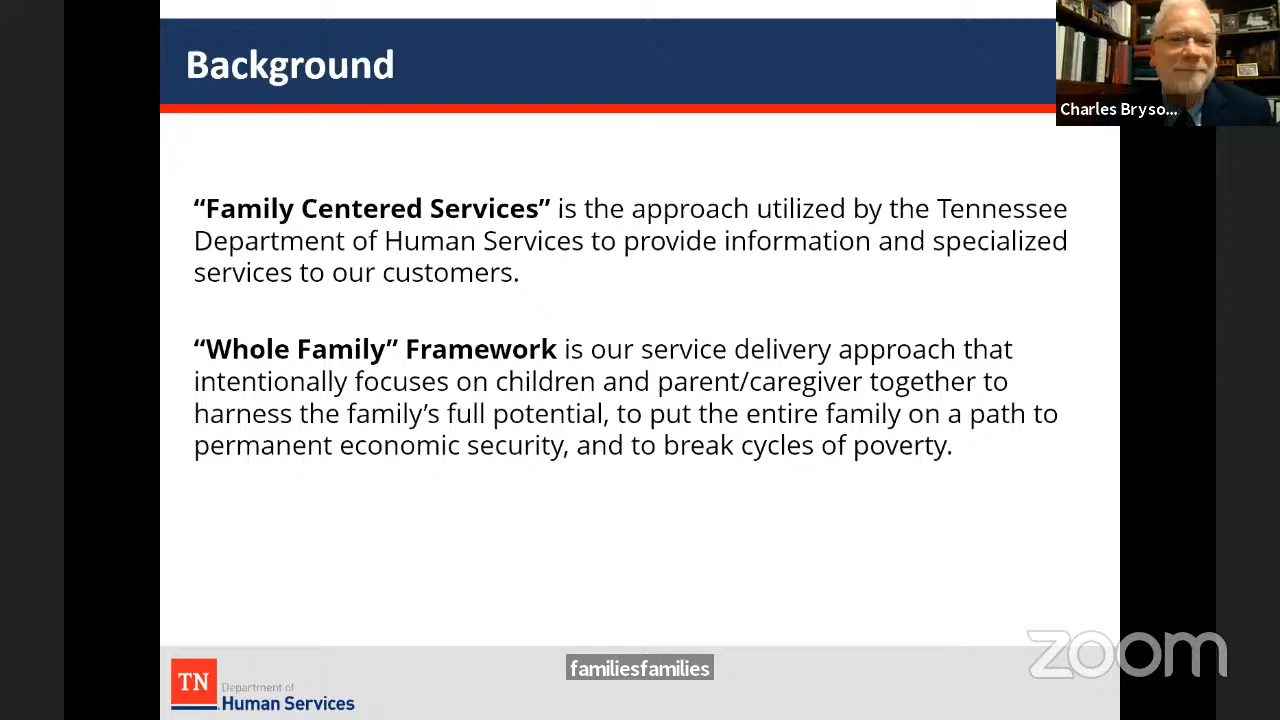 Background
Charles Bryso...
“Family Centered Services” is the approach utilized by the Tennessee
Department of Human Services to provide information and specialized
services to our customers.
“Whole Family” Framework is our service delivery approach that
intentionally focuses on children and parent/caregiver together to
harness the family’s full potential, to put the entire family on a path to
permanent economic security, and to break cycles of poverty.
zoom
familiesfamilies
TN
Department of
Human Services